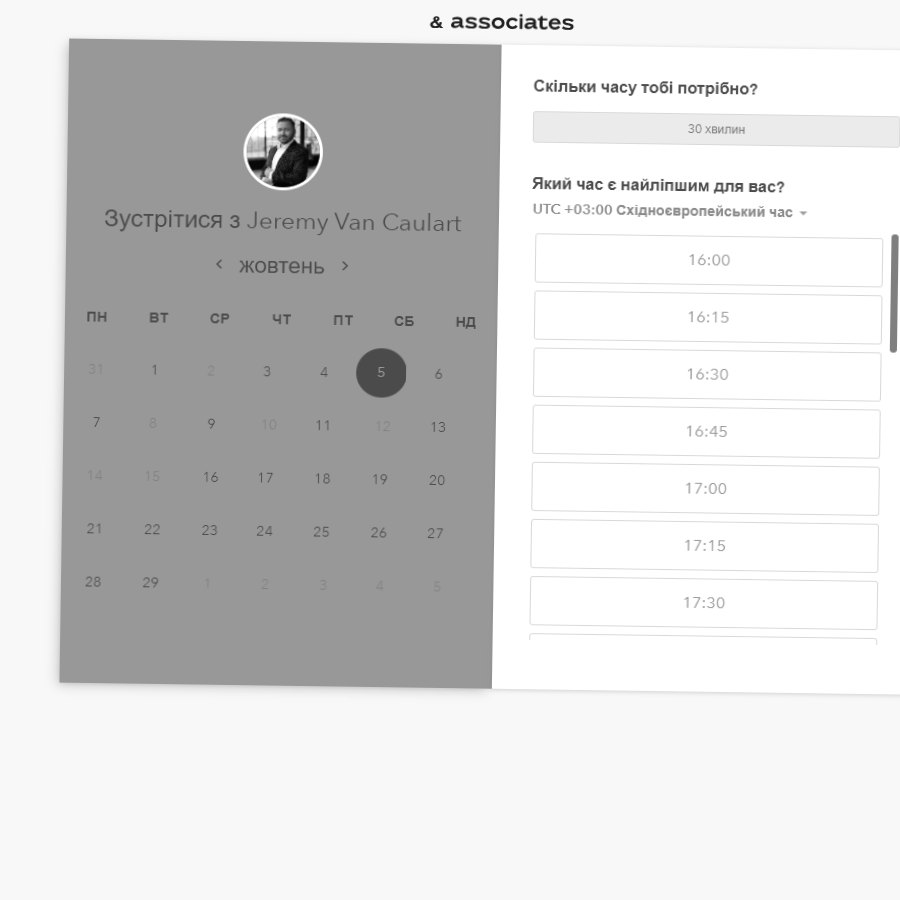 & associates
Зустрітися з Jeremy Van Caulart
жовтень
ПН ВТ СР ЧТ ПТ СБ НД
31 1 2 3 4 5 6
7 8 9 10 11 12 13
14 15 16 17 18 19 20
21 22 23 24 25 26 27
28 29 1 2 3 4 5
Скільки часу тобі потрібно?
30 хвилин
Який час є найліпшим для вас?
UTC +03:00 Східноєвропейський час
16:00
16:15
16:30
16:45
17:00
17:15
17:30